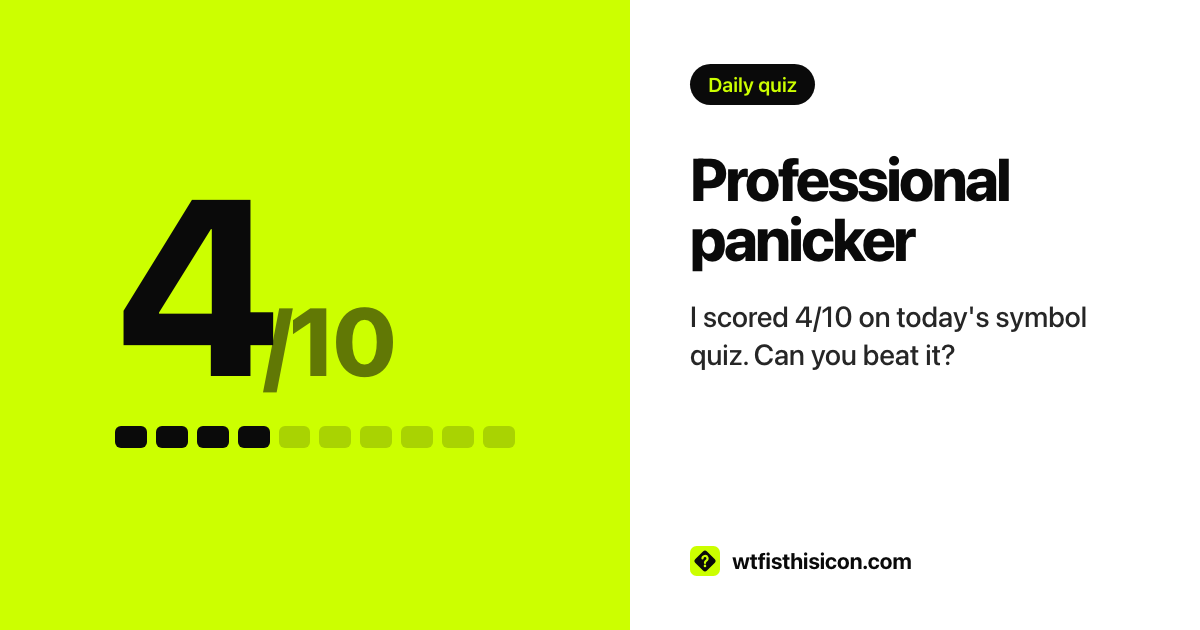 4/10
Daily quiz
Professional
panicker
I scored 4/10 on today's symbol
quiz. Can you beat it?
?
wtfisthisicon.com